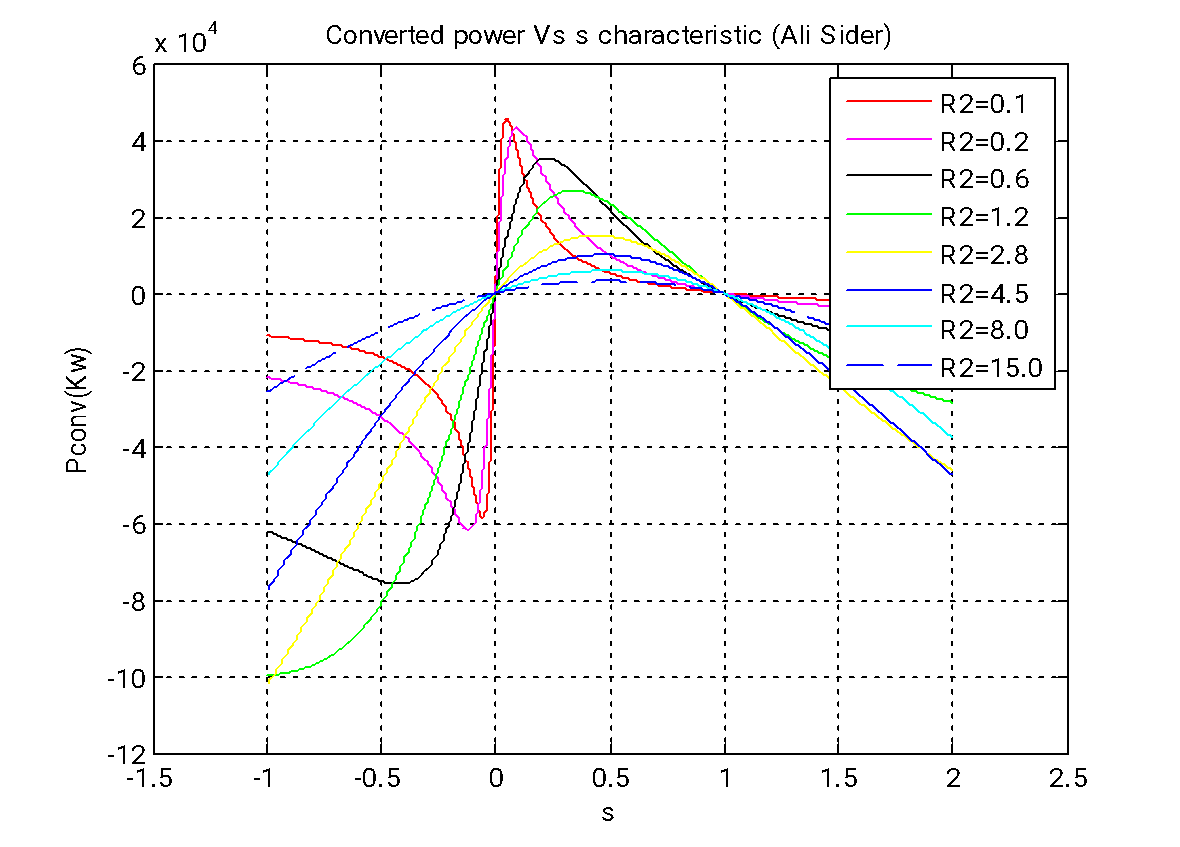 Converted power Vs s characteristic (Ali Sider)
x 10^4
6
4
2
0
-2
-4
-6
-8
-10
-12
Pconv(Kw)
R2=0.1
R2=0.2
R2=0.6
R2=1.2
R2=2.8
R2=4.5
R2=8.0
R2=15.0
-1.5 -1 -0.5 0 0.5 1 1.5 2 2.5
s